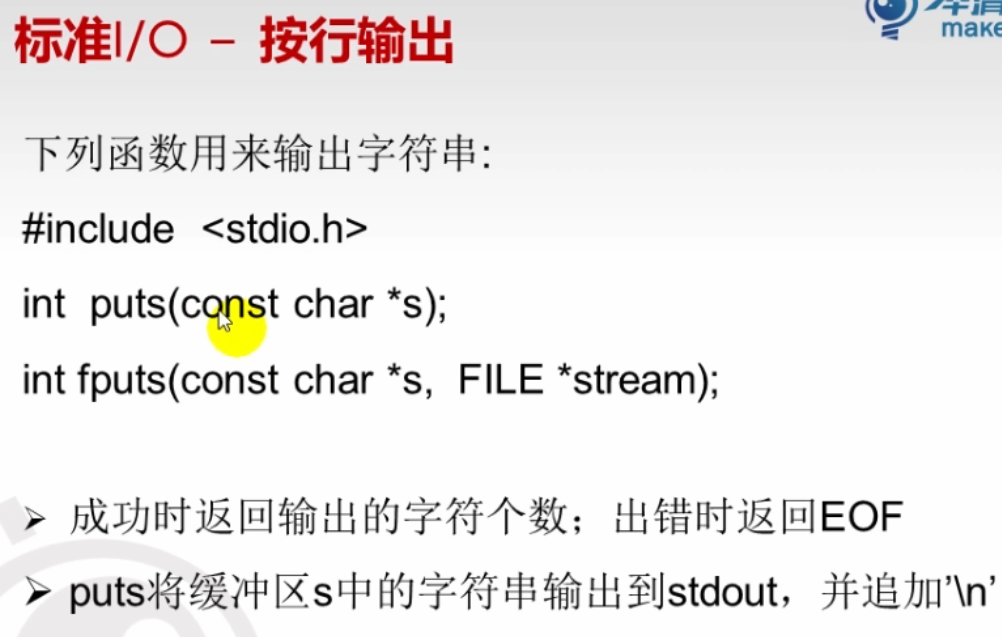 标准I/O – 按行输出
make
下列函数用来输出字符串:
#include <stdio.h>
int puts(const char *s);
int fputs(const char *s, FILE *stream);
➢ 成功时返回输出的字符个数；出错时返回EOF
➢ puts将缓冲区s中的字符串输出到stdout，并追加'\n'